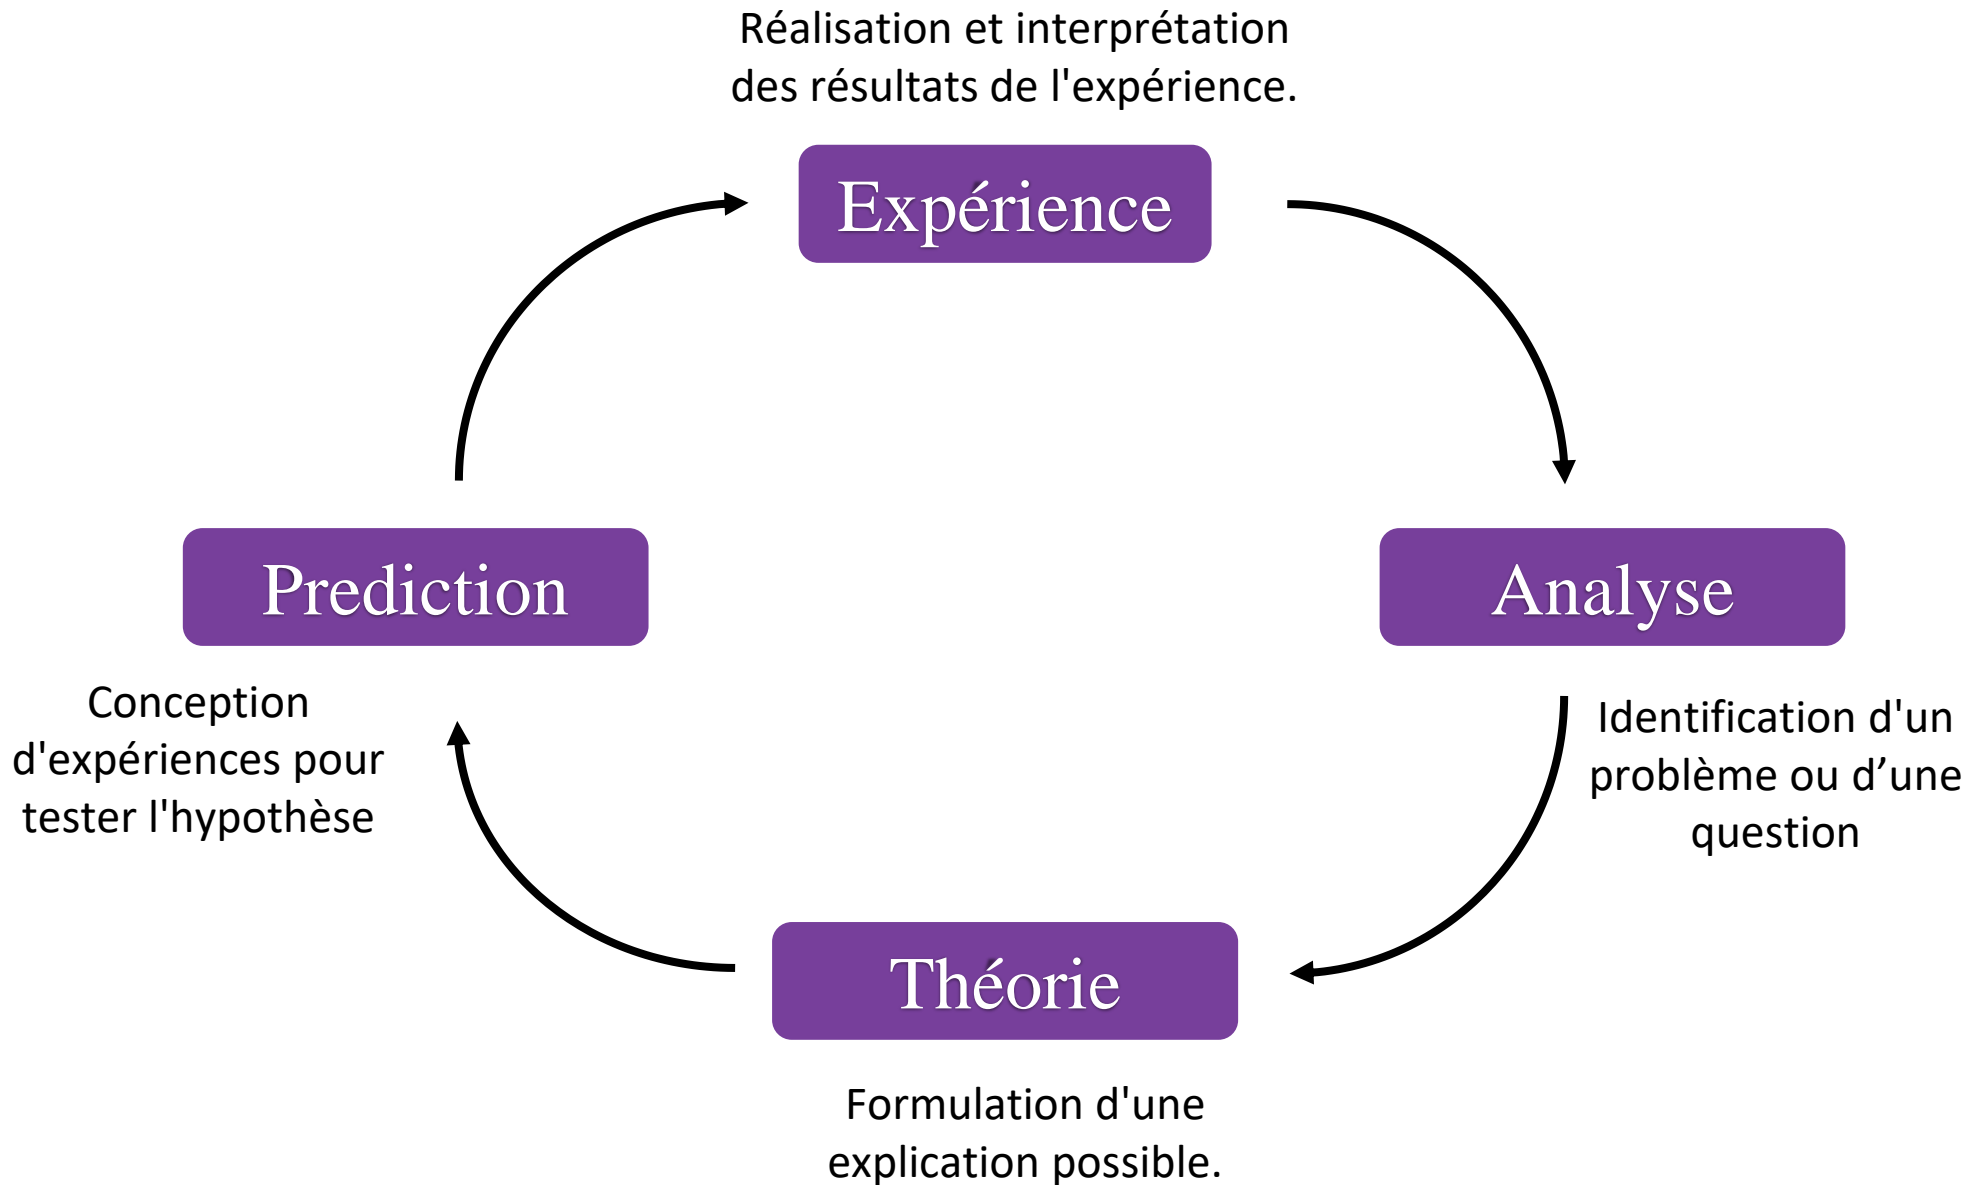 Réalisation et interprétation
des résultats de l'expérience.
Expérience
Prediction
Analyse
Conception
d'expériences pour
tester l'hypothèse
Identification d'un
problème ou d’une
question
Théorie
Formulation d'une
explication possible.